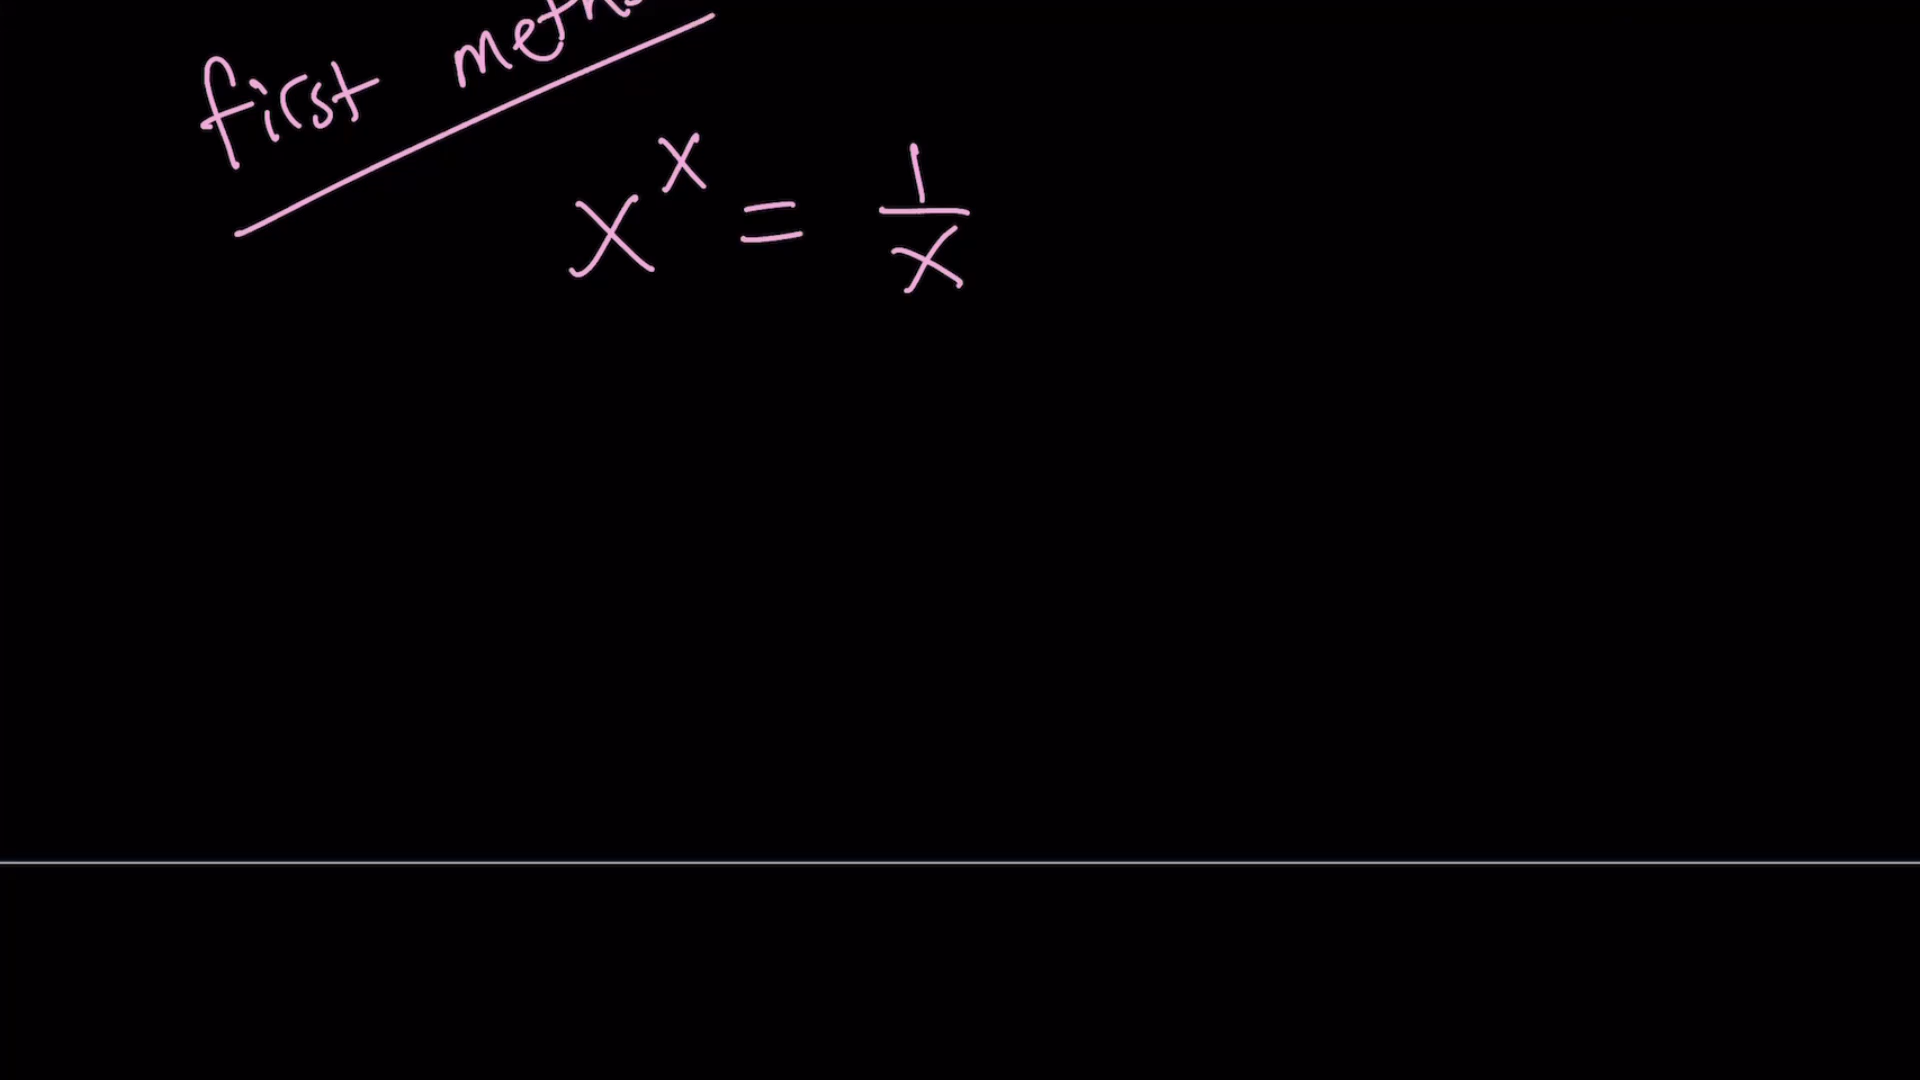 first
x^x = 1/x